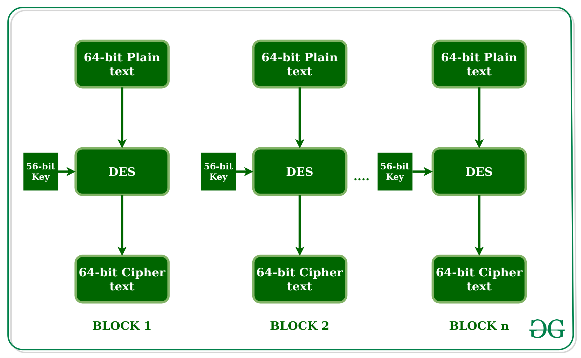 64-bit Plain
text
64-bit Plain
text
64-bit Plain
text
56-bit
Key
DES
56-bit
Key
DES
....
56-bit
Key
DES
64-bit Cipher
text
64-bit Cipher
text
64-bit Cipher
text
BLOCK 1
BLOCK 2
BLOCK n